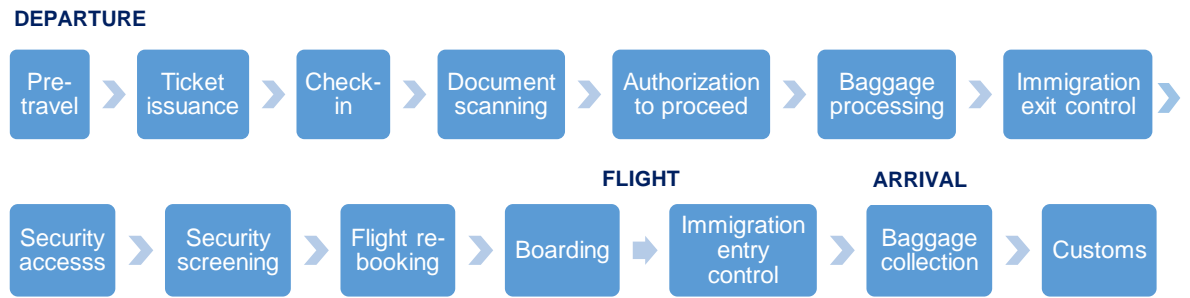 DEPARTURE
Pre-
travel
Ticket
issuance
Check-
in
Document
scanning
Authorization
to proceed
Baggage
processing
Immigration
exit control
FLIGHT
ARRIVAL
Security
accesss
Security
screening
Flight re-
booking
Boarding
Immigration
entry
control
Baggage
collection
Customs